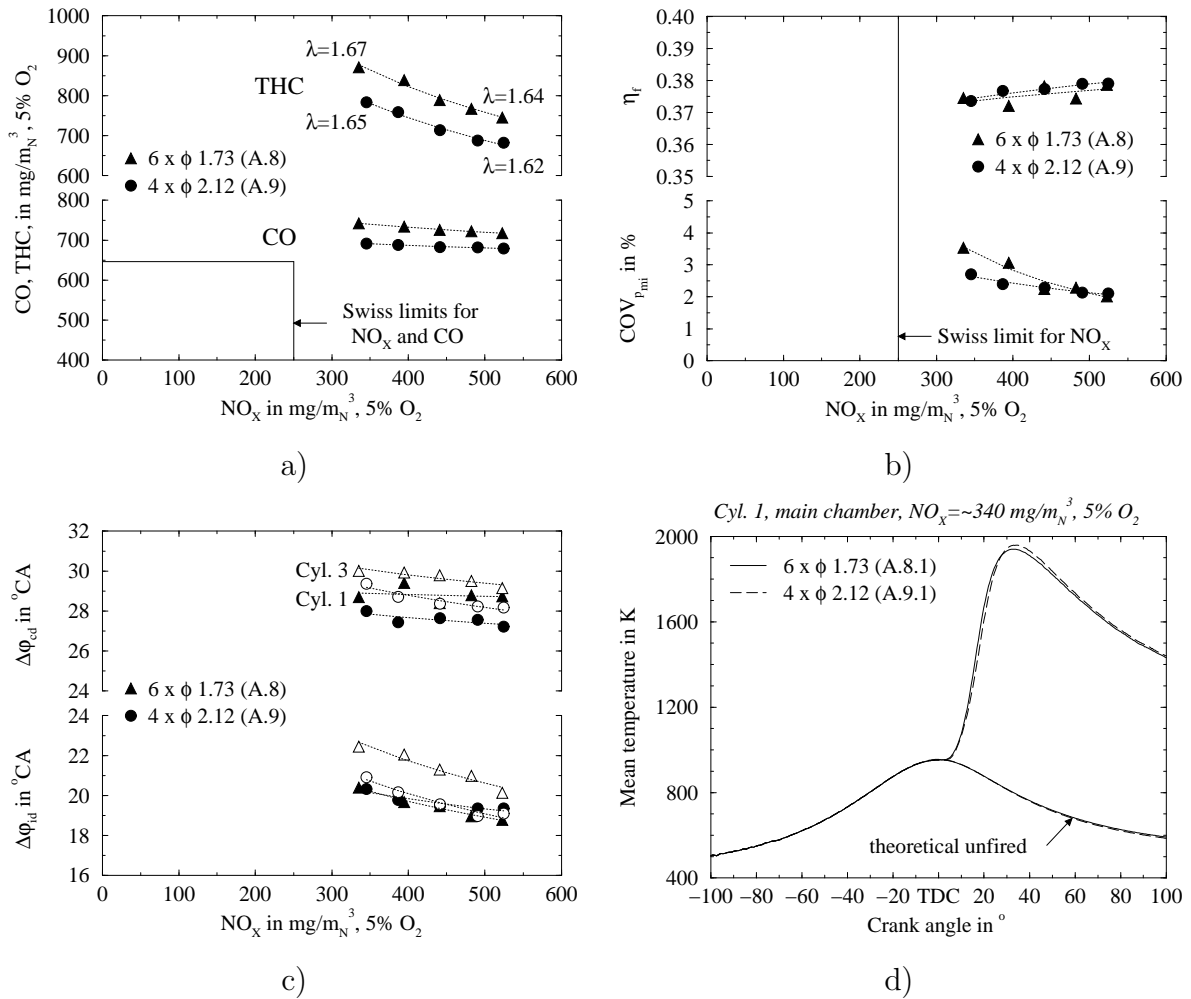 1000
900
800
700
600
800
700
600
500
400
CO, THC, in mg/m_N^3, 5% O_2
λ=1.67
THC
λ=1.64
λ=1.65
λ=1.62
6 x ϕ 1.73 (A.8)
4 x ϕ 2.12 (A.9)
CO
Swiss limits for
NO_X and CO
0 100 200 300 400 500 600
NO_X in mg/m_N^3, 5% O_2
a)
0.40
0.39
0.38
0.37
0.36
0.35
η_f
6 x ϕ 1.73 (A.8)
4 x ϕ 2.12 (A.9)
5
4
3
2
1
0
COV_{p_mi} in %
Swiss limit for NO_X
0 100 200 300 400 500 600
NO_X in mg/m_N^3, 5% O_2
b)
32
30
28
26
24
Δφ_cd in °CA
Cyl. 3
Cyl. 1
6 x ϕ 1.73 (A.8)
4 x ϕ 2.12 (A.9)
24
22
20
18
16
Δφ_id in °CA
0 100 200 300 400 500 600
NO_X in mg/m_N^3, 5% O_2
c)
Cyl. 1, main chamber, NO_X=~340 mg/m_N^3, 5% O_2
2000
1600
1200
800
400
Mean temperature in K
6 x ϕ 1.73 (A.8.1)
4 x ϕ 2.12 (A.9.1)
theoretical unfired
−100 −80 −60 −40 −20 TDC 20 40 60 80 100
Crank angle in °
d)